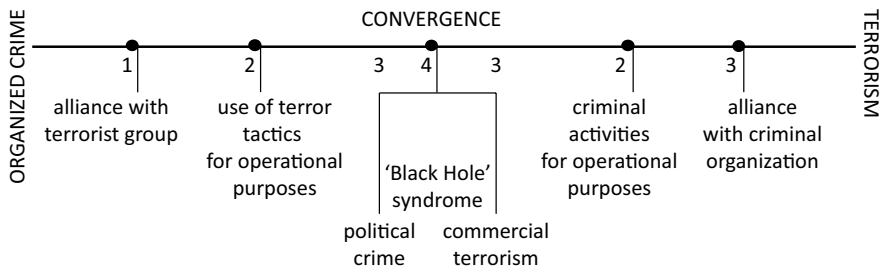 CONVERGENCE
ORGANIZED CRIME
TERRORISM
1
alliance with
terrorist group
2
use of terror
tactics
for operational
purposes
3
4
3
'Black Hole'
syndrome
political
crime
commercial
terrorism
2
criminal
activities
for operational
purposes
3
alliance
with criminal
organization